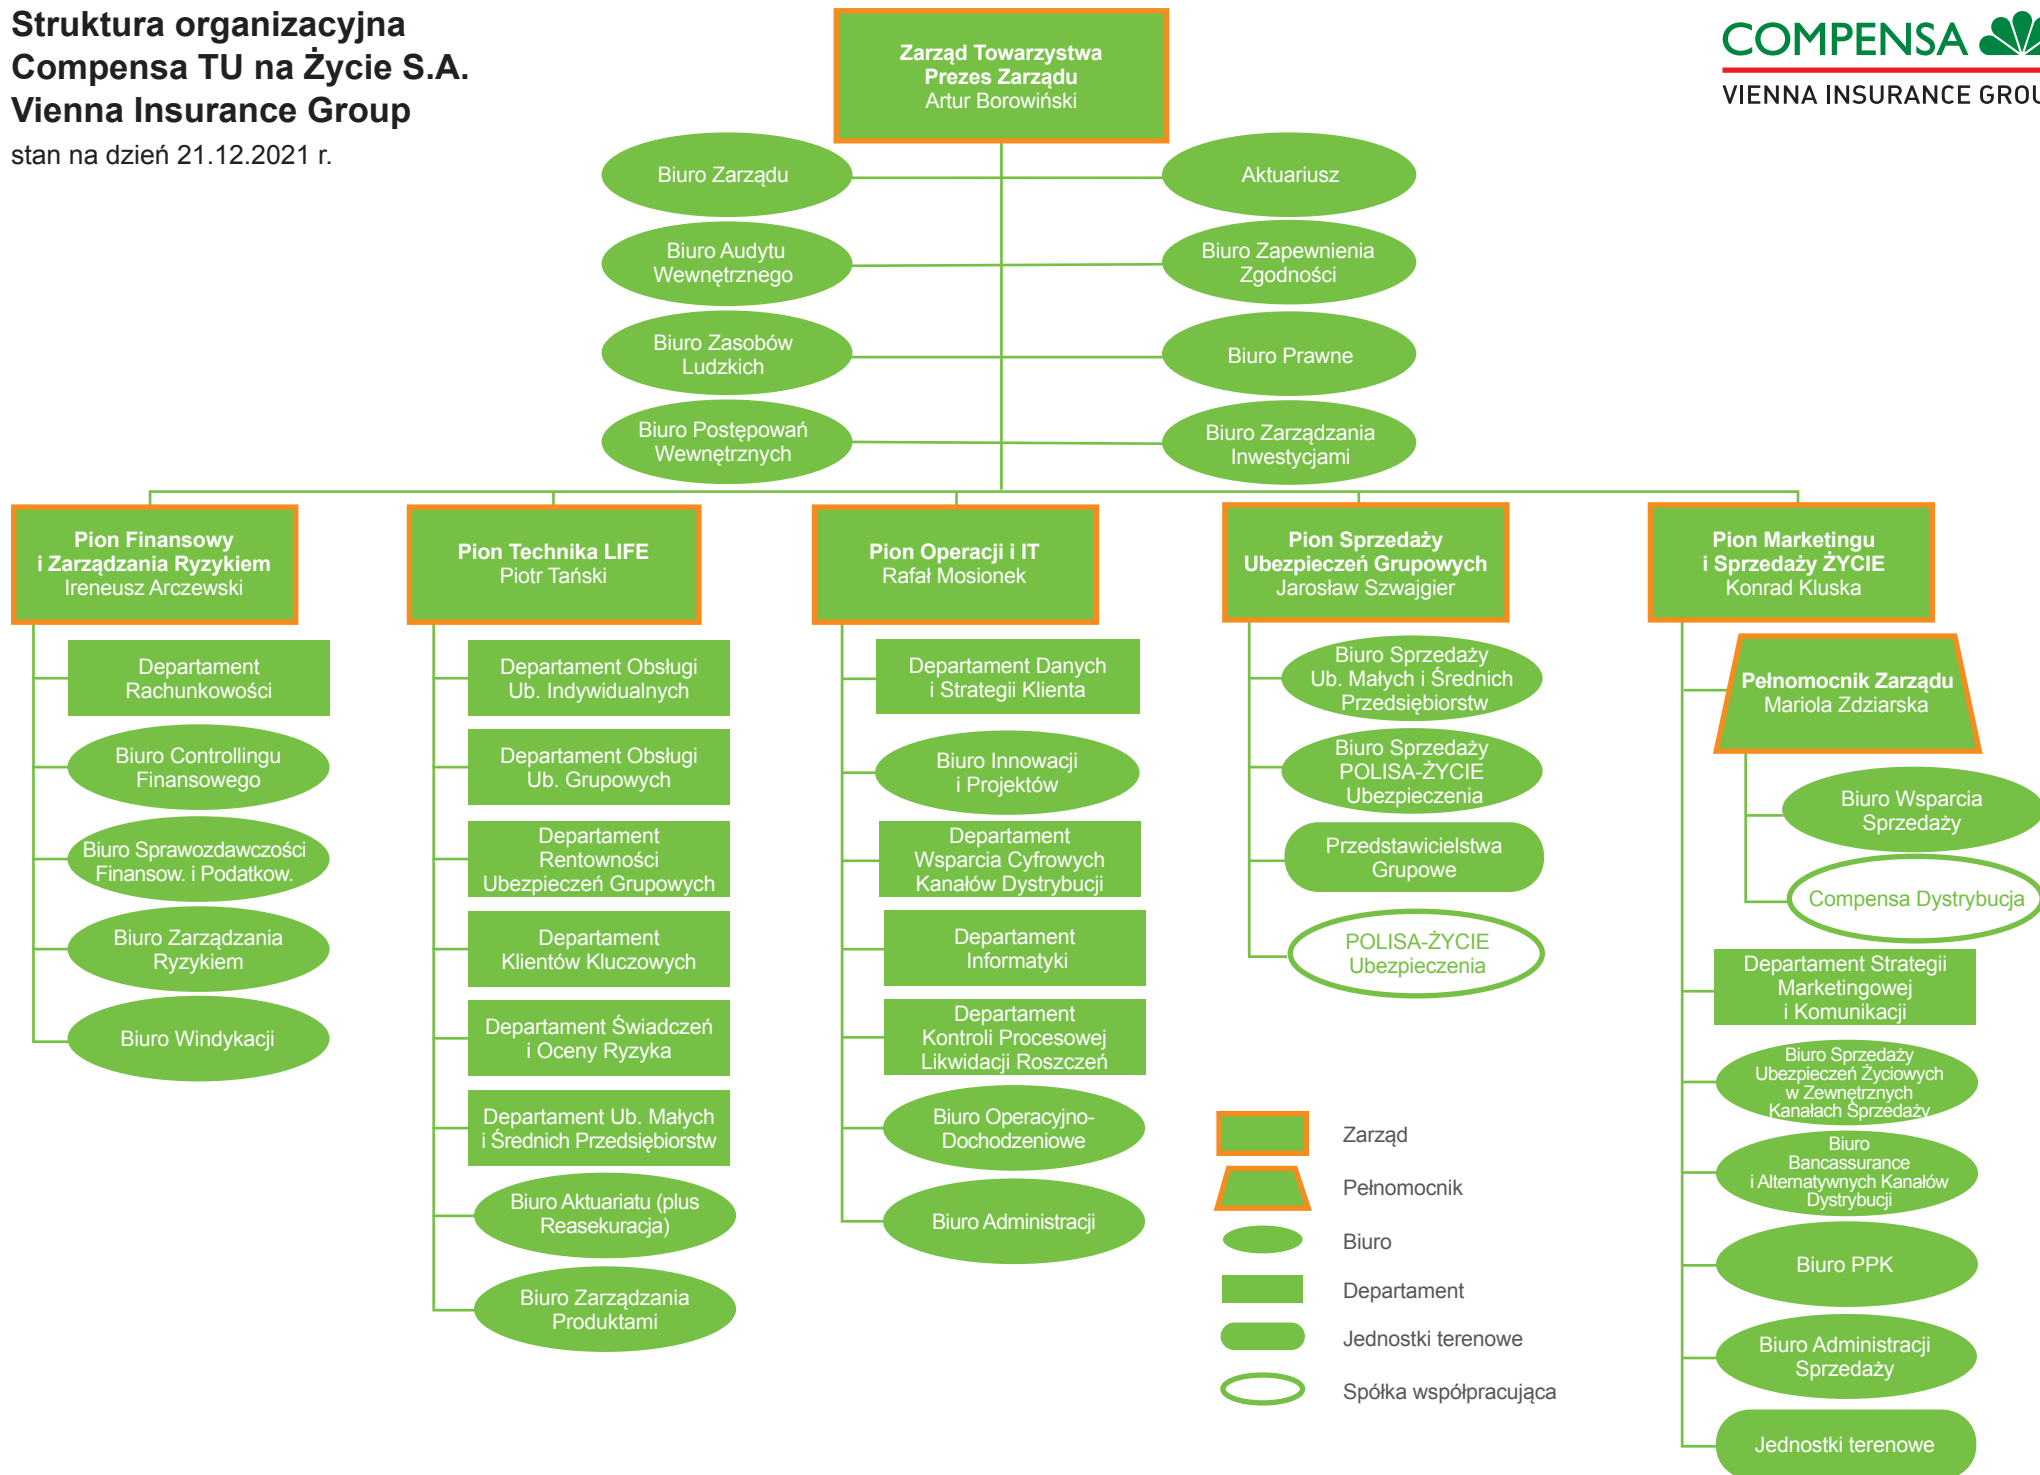 Struktura organizacyjna
Compensa TU na Życie S.A.
Vienna Insurance Group
stan na dzień 21.12.2021 r.
COMPENSA
VIENNA INSURANCE GROU
Zarząd Towarzystwa
Prezes Zarządu
Artur Borowiński
Biuro Zarządu
Aktuariusz
Biuro Audytu
Wewnętrznego
Biuro Zapewnienia
Zgodności
Biuro Zasobów
Ludzkich
Biuro Prawne
Biuro Postępowań
Wewnętrznych
Biuro Zarządzania
Inwestycjami
Pion Finansowy
i Zarządzania Ryzykiem
Ireneusz Arczewski
Departament
Rachunkowości
Biuro Controllingu
Finansowego
Biuro Sprawozdawczości
Finansow. i Podatkow.
Biuro Zarządzania
Ryzykiem
Biuro Windykacji
Pion Technika LIFE
Piotr Tański
Departament Obsługi
Ub. Indywidualnych
Departament Obsługi
Ub. Grupowych
Departament
Rentowności
Ubezpieczeń Grupowych
Departament
Klientów Kluczowych
Departament Świadczeń
i Oceny Ryzyka
Departament Ub. Małych
i Średnich Przedsiębiorstw
Biuro Aktuariatu (plus
Reasekuracja)
Biuro Zarządzania
Produktami
Pion Operacji i IT
Rafał Mosionek
Departament Danych
i Strategii Klienta
Biuro Innowacji
i Projektów
Departament
Wsparcia Cyfrowych
Kanałów Dystrybucji
Departament
Informatyki
Departament
Kontroli Procesowej
Likwidacji Roszczeń
Biuro Operacyjno-
Dochodzeniowe
Biuro Administracji
Pion Sprzedaży
Ubezpieczeń Grupowych
Jarosław Szwajgier
Biuro Sprzedaży
Ub. Małych i Średnich
Przedsiębiorstw
Biuro Sprzedaży
POLISA-ŻYCIE
Ubezpieczenia
Przedstawicielstwa
Grupowe
POLISA-ŻYCIE
Ubezpieczenia
Pion Marketingu
i Sprzedaży ŻYCIE
Konrad Kluska
Pełnomocnik Zarządu
Mariola Zdziarska
Biuro Wsparcia
Sprzedaży
Compensa Dystrybucja
Departament Strategii
Marketingowej
i Komunikacji
Biuro Sprzedaży
Ubezpieczeń Życiowych
w Zewnętrznych
Kanałach Sprzedaży
Biuro
Bancassurance
i Alternatywnych Kanałów
Dystrybucji
Biuro PPK
Biuro Administracji
Sprzedaży
Jednostki terenowe
Zarząd
Pełnomocnik
Biuro
Departament
Jednostki terenowe
Spółka współpracująca